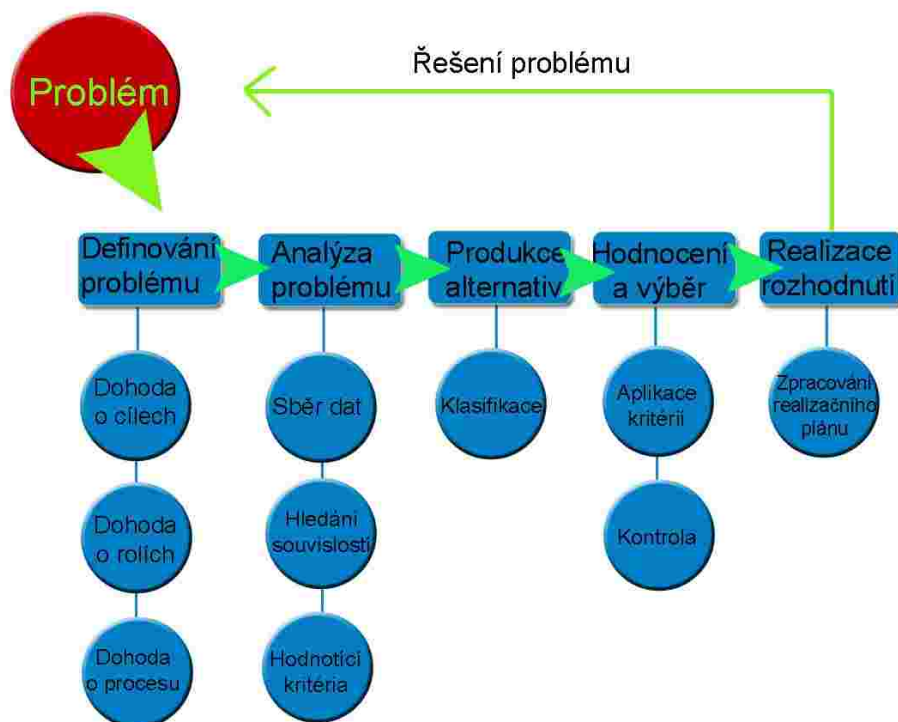 Řešení problému
Problém
Definování
problému
Analýza
problému
Produkce
alternativ
Hodnocení
a výběr
Realizace
rozhodnutí
Dohoda
o cílech
Sběr dat
Klasifikace
Aplikace
kritérii
Zpracování
realizačního
plánu
Dohoda
o rolích
Hledání
souvislostí
Kontrola
Dohoda
o procesu
Hodnotící
kritéria